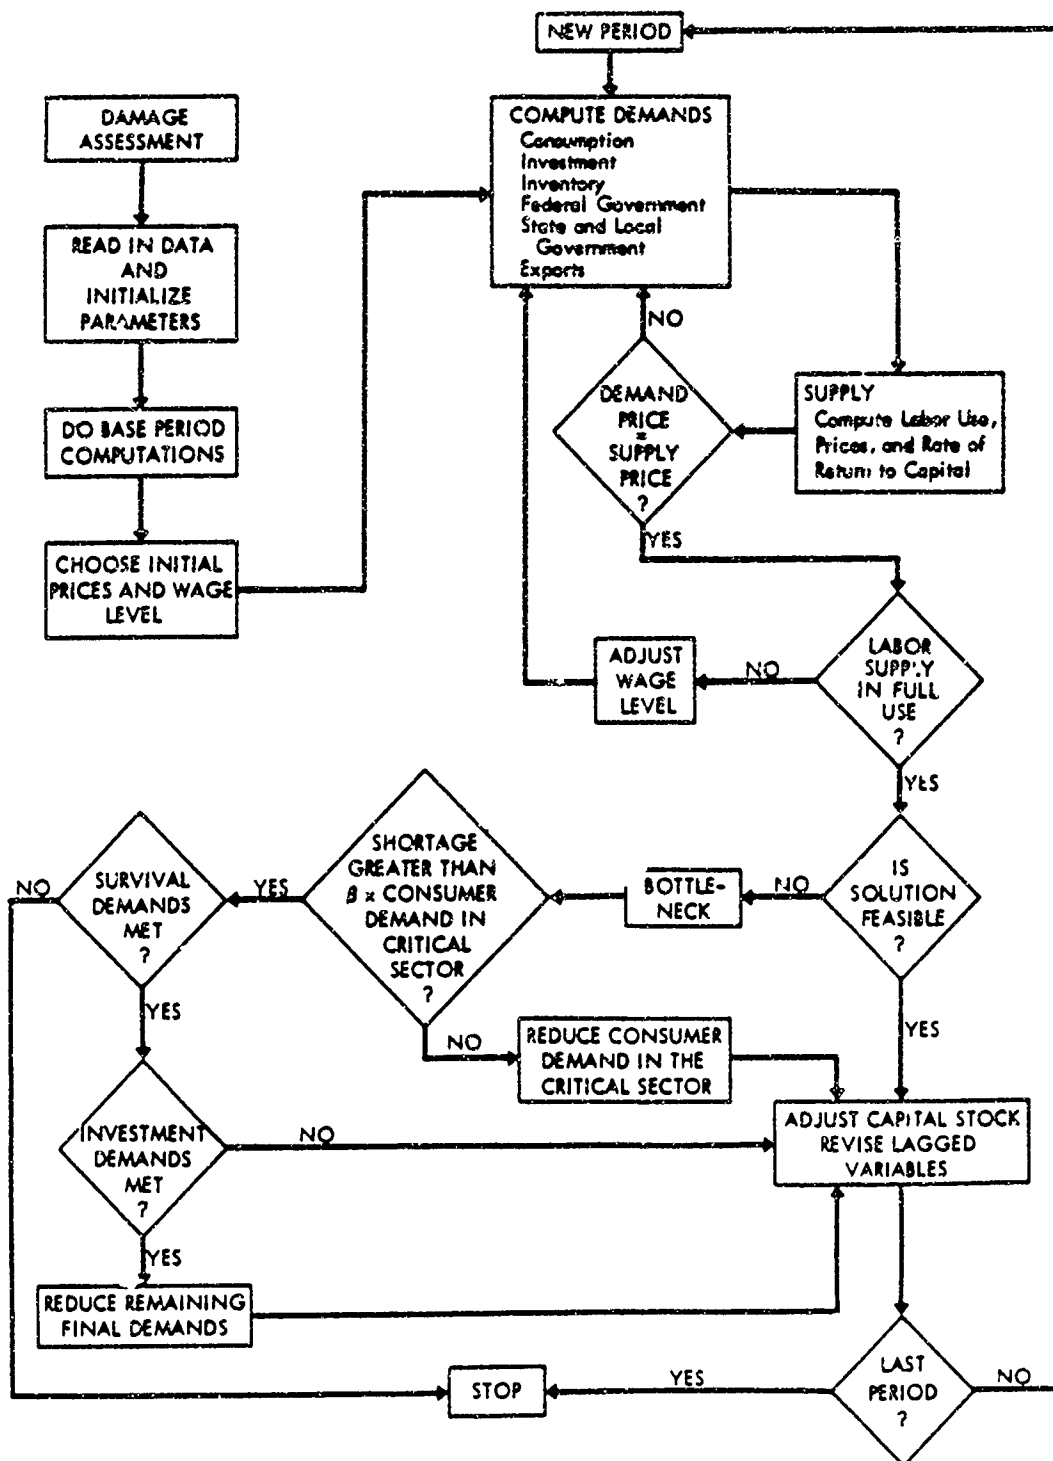 NEW PERIOD
DAMAGE
ASSESSMENT
READ IN DATA
AND
INITIALIZE
PARAMETERS
DO BASE PERIOD
COMPUTATIONS
CHOOSE INITIAL
PRICES AND WAGE
LEVEL
COMPUTE DEMANDS
Consumption
Investment
Inventory
Federal Government
State and Local
Government
Exports
NO
DEMAND
PRICE
=
SUPPLY
PRICE
?
SUPPLY
Compute Labor Use,
Prices, and Rate of
Return to Capital
YES
LABOR
SUPPLY
IN FULL
USE
?
NO
ADJUST
WAGE
LEVEL
YES
IS
SOLUTION
FEASIBLE
?
NO
BOTTLE-
NECK
SHORTAGE
GREATER THAN
β x CONSUMER
DEMAND IN
CRITICAL
SECTOR
?
YES
SURVIVAL
DEMANDS
MET
?
NO
YES
NO
REDUCE CONSUMER
DEMAND IN THE
CRITICAL SECTOR
YES
INVESTMENT
DEMANDS
MET
?
NO
ADJUST CAPITAL STOCK
REVISE LAGGED
VARIABLES
YES
REDUCE REMAINING
FINAL DEMANDS
LAST
PERIOD
?
YES
NO
STOP